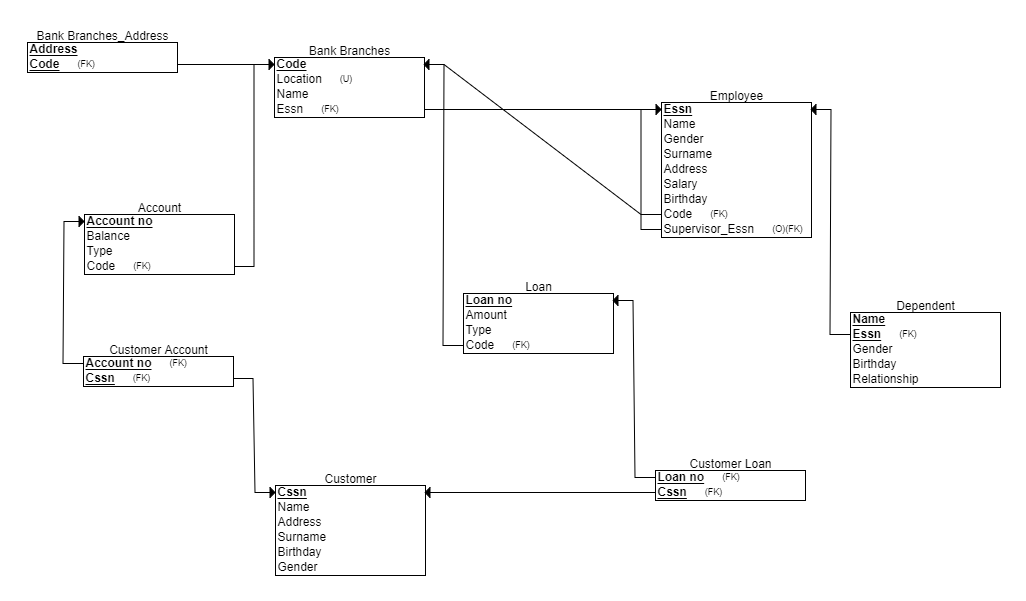 Bank Branches_Address
Address
Code (FK)
Bank Branches
Code
Location (U)
Name
Essn (FK)
Employee
Essn
Name
Gender
Surname
Address
Salary
Birthday
Code (FK)
Supervisor_Essn (O)(FK)
Account
Account no
Balance
Type
Code (FK)
Loan
Loan no
Amount
Type
Code (FK)
Dependent
Name
Essn (FK)
Gender
Birthday
Relationship
Customer Account
Account no (FK)
Cssn (FK)
Customer
Cssn
Name
Address
Surname
Birthday
Gender
Customer Loan
Loan no (FK)
Cssn (FK)